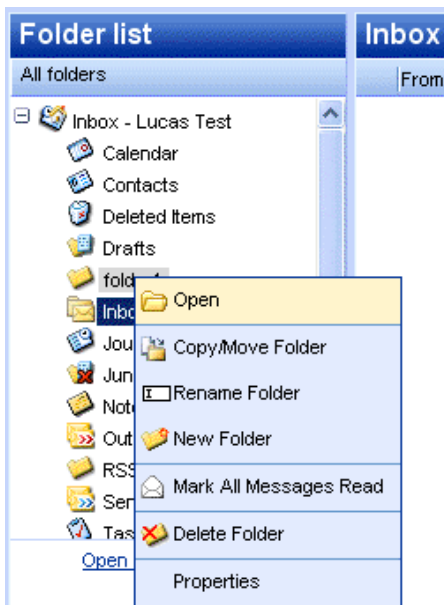 Folder list
Inbox
All folders
From
Inbox - Lucas Test
Calendar
Contacts
Deleted Items
Drafts
Open
Copy/Move Folder
Rename Folder
New Folder
Mark All Messages Read
RSS
Delete Folder
Open
Properties